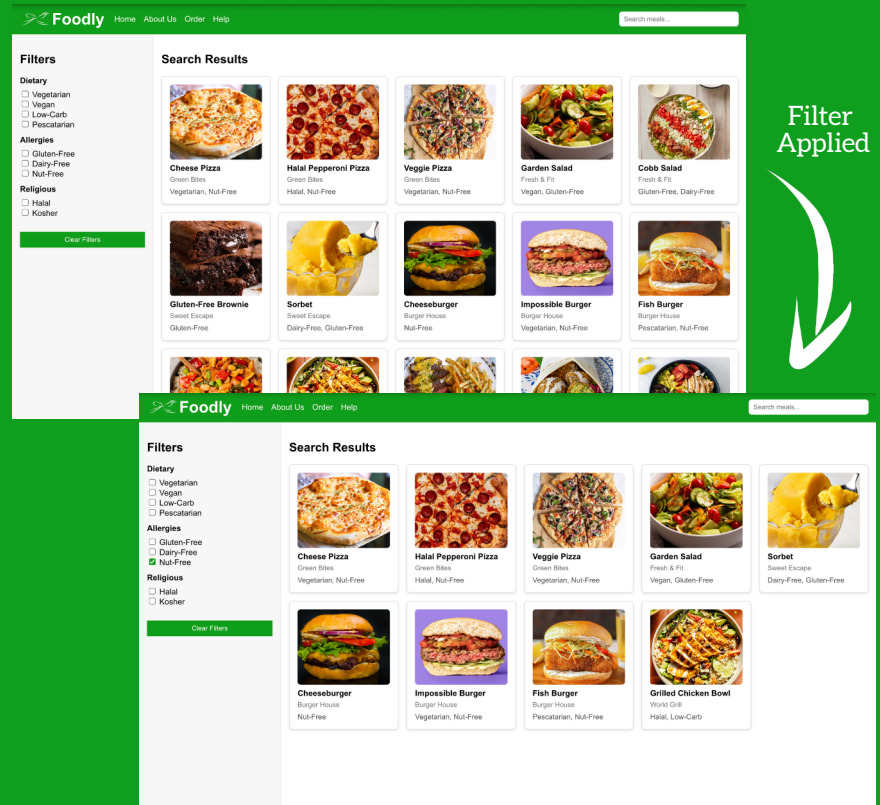 Foodly Home About Us Order Help Search meals...
Filters
Dietary
Vegetarian
Vegan
Low-Carb
Pescatarian
Allergies
Gluten-Free
Dairy-Free
Nut-Free
Religious
Halal
Kosher
Clear Filters
Search Results
Cheese Pizza
Green Bites
Vegetarian, Nut-Free
Halal Pepperoni Pizza
Green Bites
Halal, Nut-Free
Veggie Pizza
Green Bites
Vegetarian, Nut-Free
Garden Salad
Fresh & Fit
Vegan, Gluten-Free
Cobb Salad
Fresh & Fit
Gluten-Free, Dairy-Free
Gluten-Free Brownie
Sweet Escape
Gluten-Free
Sorbet
Sweet Escape
Dairy-Free, Gluten-Free
Cheeseburger
Burger House
Nut-Free
Impossible Burger
Burger House
Vegetarian, Nut-Free
Fish Burger
Burger House
Pescatarian, Nut-Free
Filter
Applied
Foodly Home About Us Order Help Search meals...
Filters
Dietary
Vegetarian
Vegan
Low-Carb
Pescatarian
Allergies
Gluten-Free
Dairy-Free
Nut-Free
Religious
Halal
Kosher
Clear Filters
Search Results
Cheese Pizza
Green Bites
Vegetarian, Nut-Free
Halal Pepperoni Pizza
Green Bites
Halal, Nut-Free
Veggie Pizza
Green Bites
Vegetarian, Nut-Free
Garden Salad
Fresh & Fit
Vegan, Gluten-Free
Sorbet
Sweet Escape
Dairy-Free, Gluten-Free
Cheeseburger
Burger House
Nut-Free
Impossible Burger
Burger House
Vegetarian, Nut-Free
Fish Burger
Burger House
Pescatarian, Nut-Free
Grilled Chicken Bowl
World Grill
Halal, Low-Carb